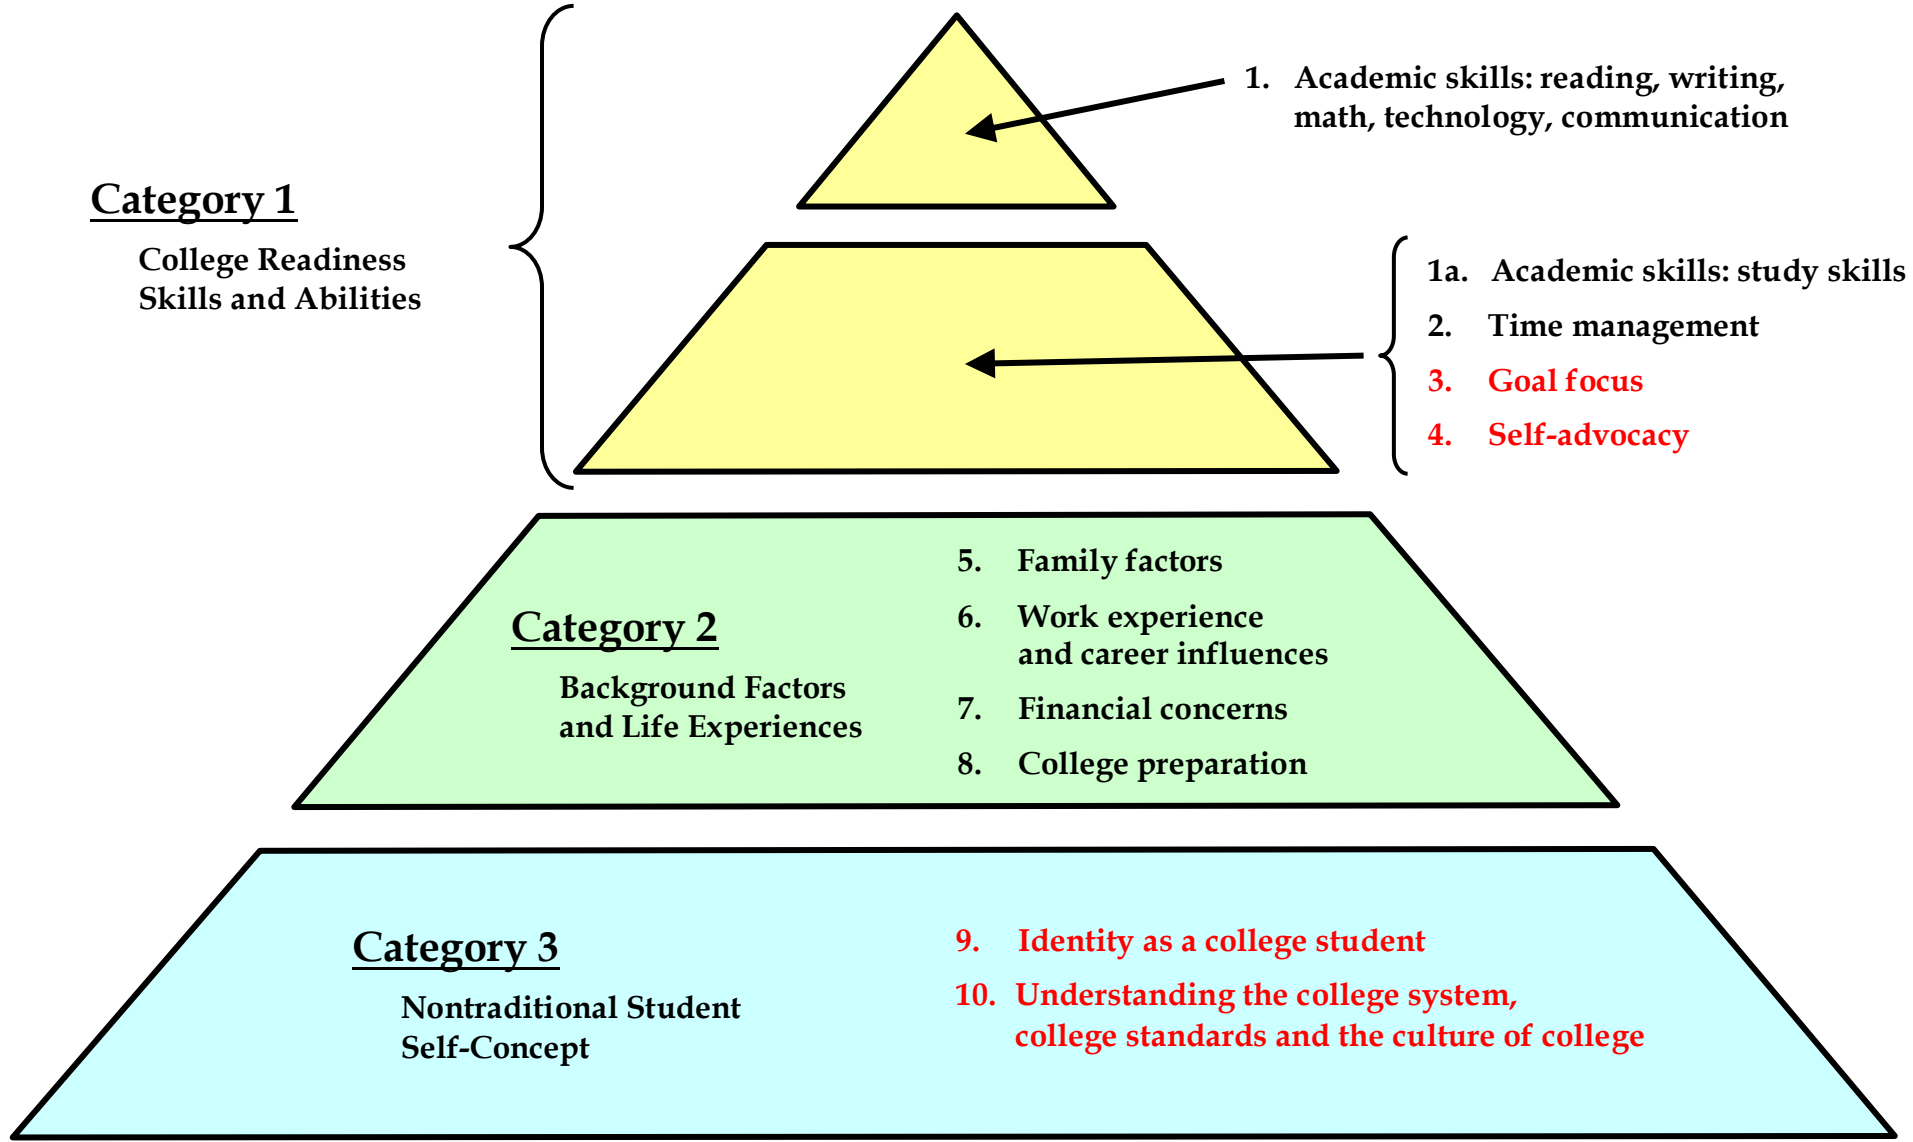 Category 1
College Readiness
Skills and Abilities
1. Academic skills: reading, writing,
math, technology, communication
1a. Academic skills: study skills
2. Time management
3. Goal focus
4. Self-advocacy
Category 2
Background Factors
and Life Experiences
5. Family factors
6. Work experience
and career influences
7. Financial concerns
8. College preparation
Category 3
Nontraditional Student
Self-Concept
9. Identity as a college student
10. Understanding the college system,
college standards and the culture of college